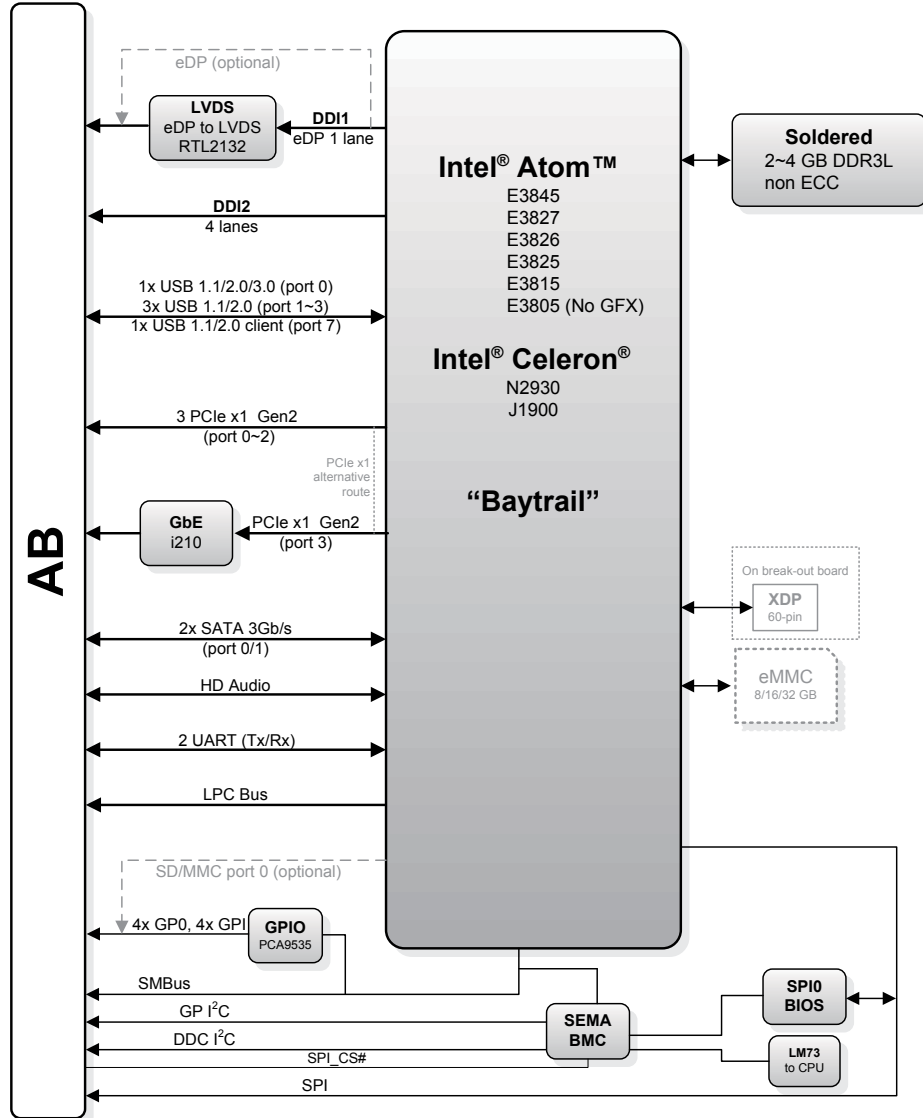 eDP (optional)
LVDS
eDP to LVDS
RTL2132
DDI1
eDP 1 lane
DDI2
4 lanes
1x USB 1.1/2.0/3.0 (port 0)
3x USB 1.1/2.0 (port 1~3)
1x USB 1.1/2.0 client (port 7)
3 PCIe x1 Gen2
(port 0~2)
PCIe x1
alternative
route
GbE
i210
PCIe x1 Gen2
(port 3)
AB
2x SATA 3Gb/s
(port 0/1)
HD Audio
2 UART (Tx/Rx)
LPC Bus
SD/MMC port 0 (optional)
4x GP0, 4x GPI
GPIO
PCA9535
SMBus
GP I²C
DDC I²C
SPI_CS#
SPI
Intel® Atom™
E3845
E3827
E3826
E3825
E3815
E3805 (No GFX)
Intel® Celeron®
N2930
J1900
“Baytrail”
Soldered
2~4 GB DDR3L
non ECC
On break-out board
XDP
60-pin
eMMC
8/16/32 GB
SEMA
BMC
SPI0
BIOS
LM73
to CPU